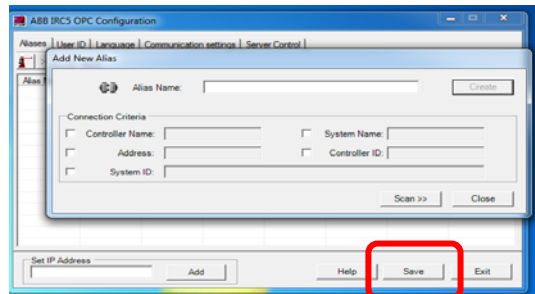 ABB IRC5 OPC Configuration
Aliases User ID Language Communication settings Server Control
Add New Alias
Alias
Alias Name:
Create
Connection Criteria
Controller Name:
System Name:
Address:
Controller ID:
System ID:
Scan >>
Close
Set IP Address
Add
Help
Save
Exit